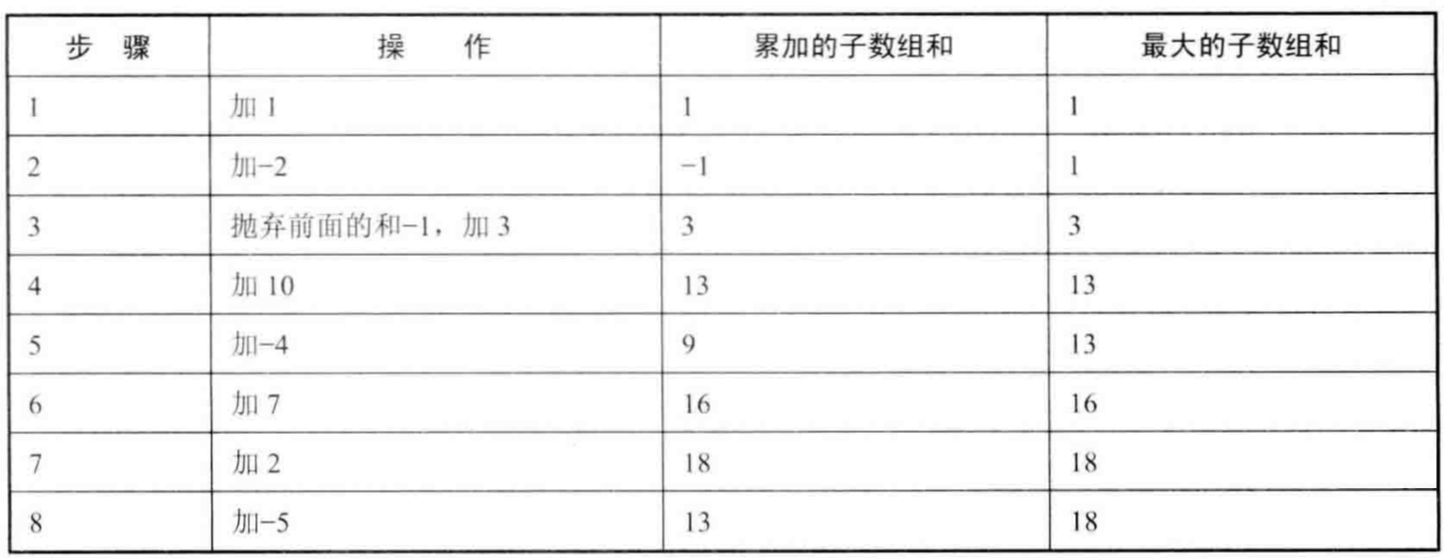 步 骤 操 作 累加的子数组和 最大的子数组和
1 加 1 1 1
2 加-2 -1 1
3 抛弃前面的和-1，加 3 3 3
4 加 10 13 13
5 加-4 9 13
6 加 7 16 16
7 加 2 18 18
8 加-5 13 18